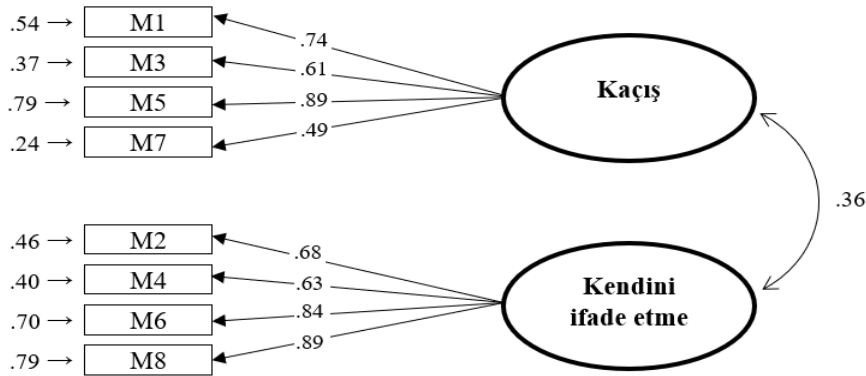 .54 → M1
.37 → M3
.79 → M5
.24 → M7
.74
.61
.89
.49
Kaçış
.36
.46 → M2
.40 → M4
.70 → M6
.79 → M8
.68
.63
.84
.89
Kendini
ifade etme